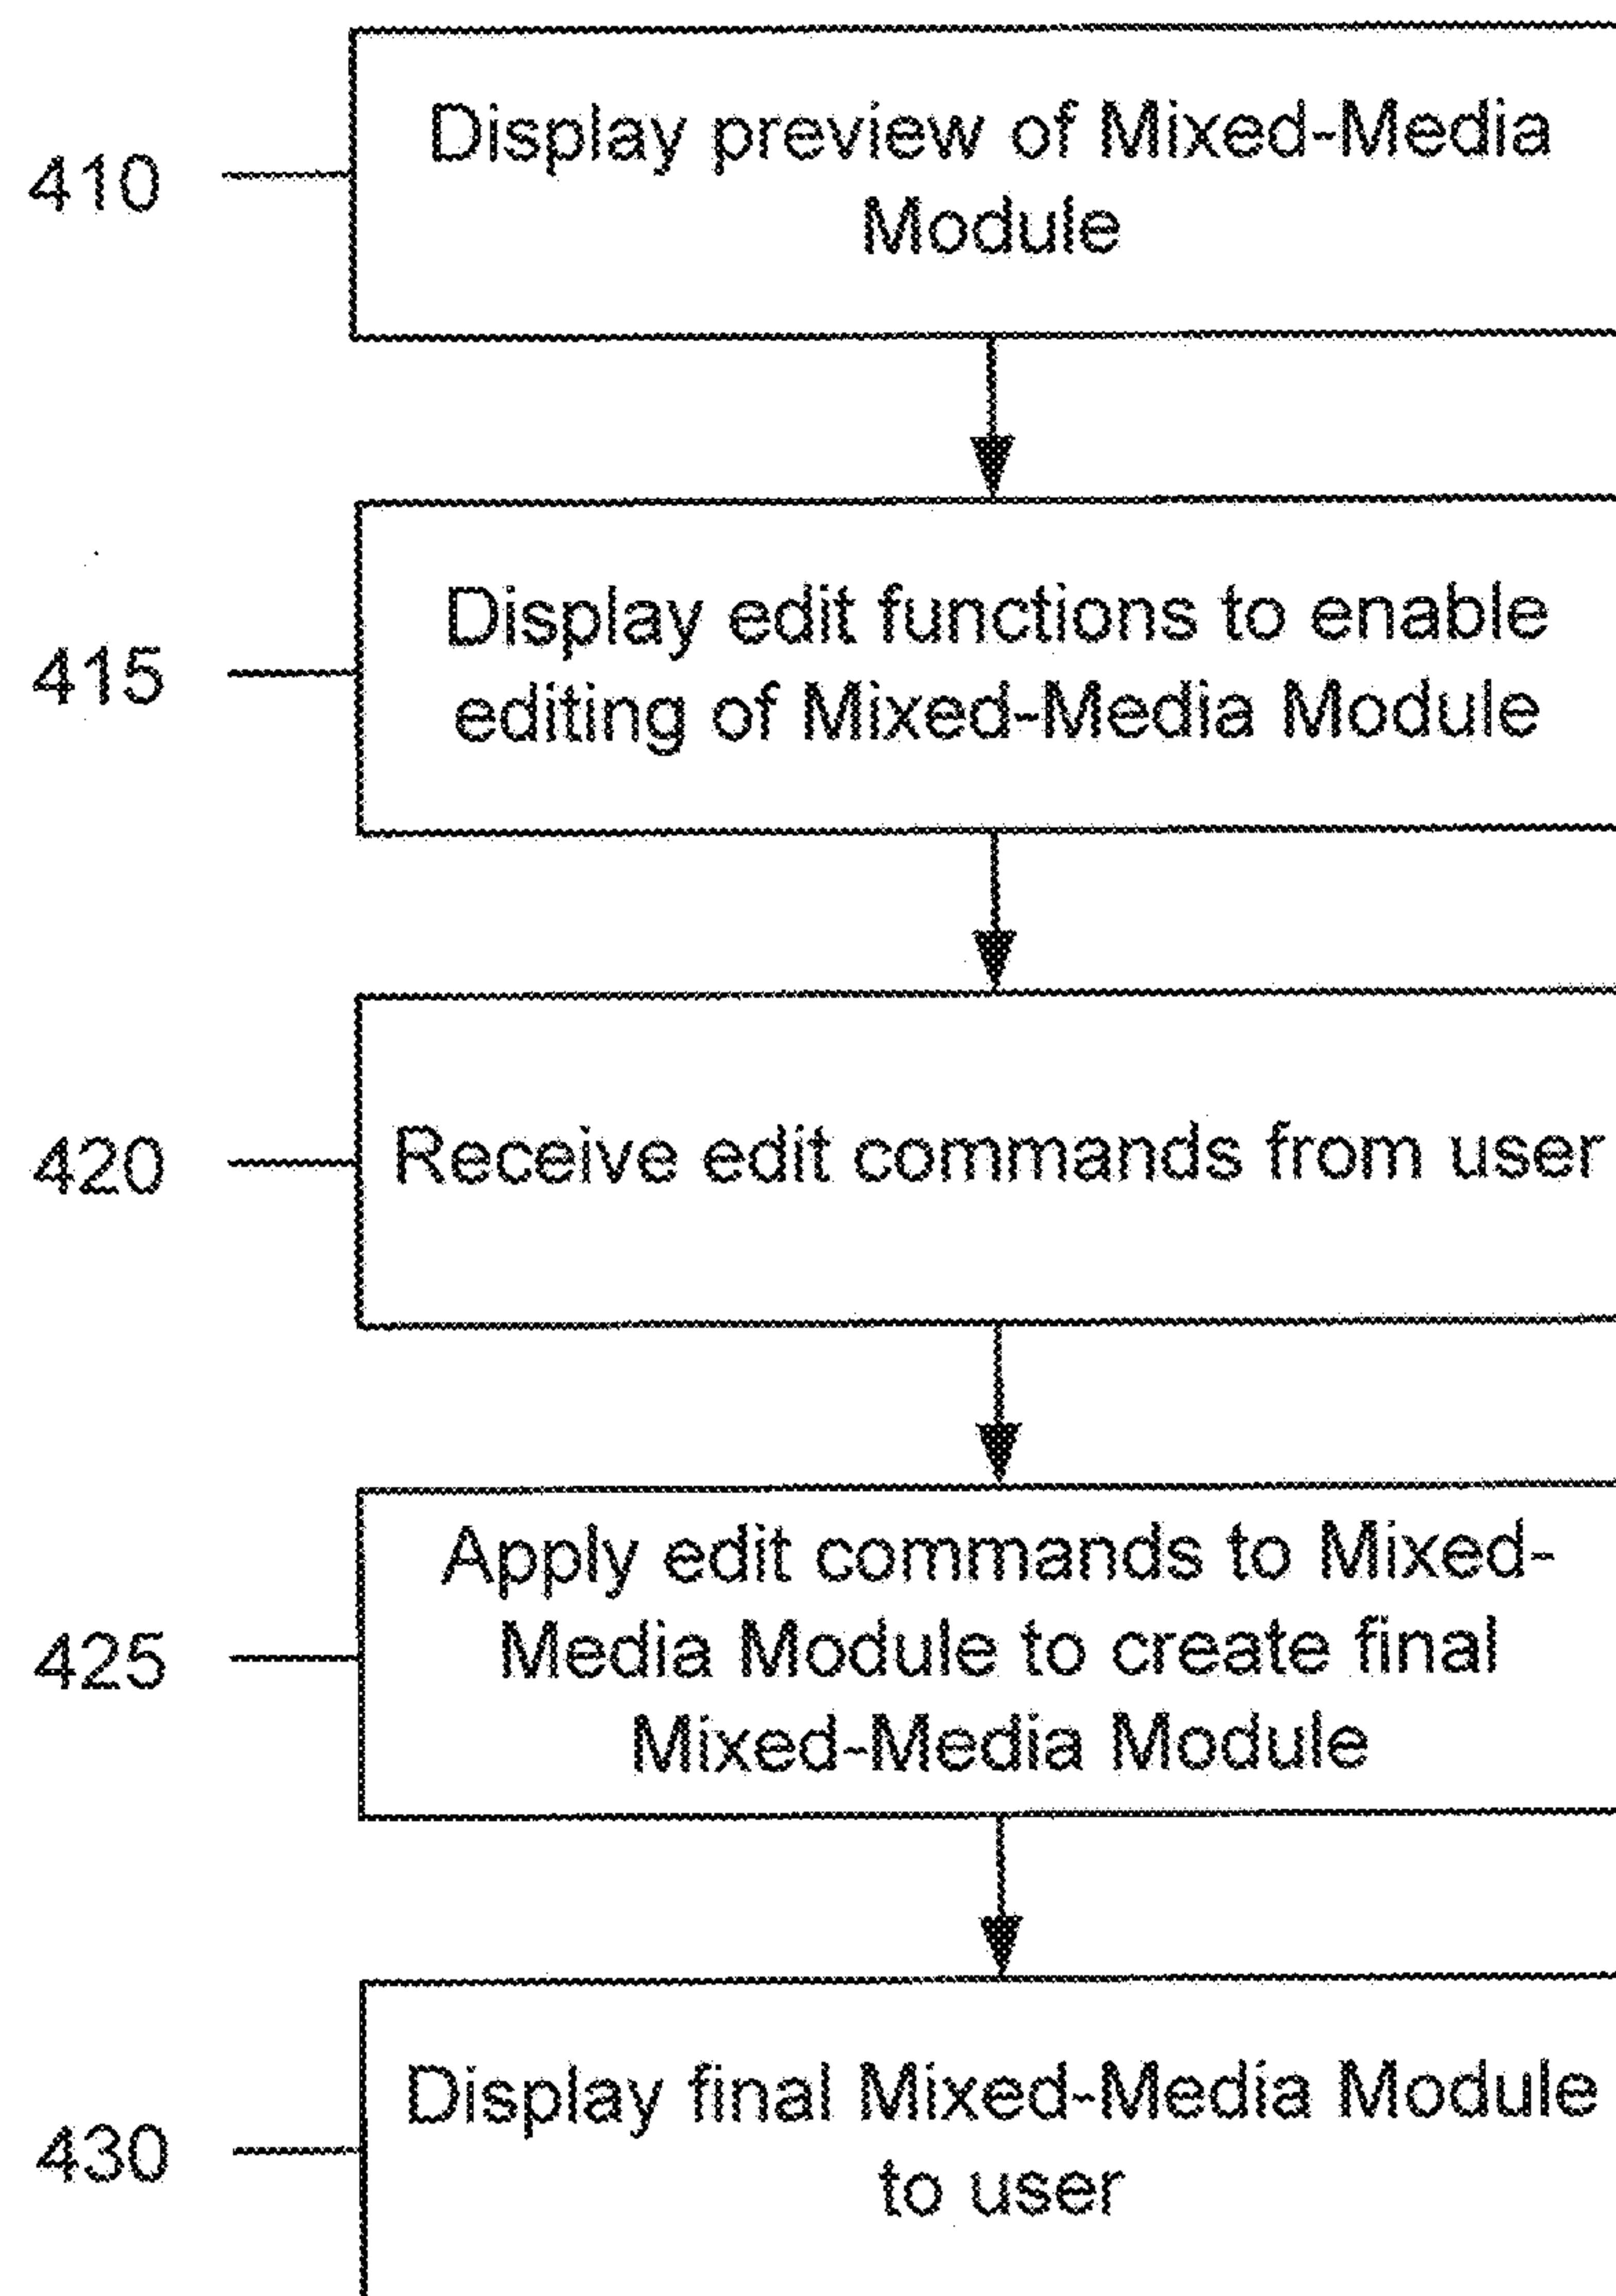 410
Display preview of Mixed-Media
Module
415
Display edit functions to enable
editing of Mixed-Media Module
420
Receive edit commands from user
425
Apply edit commands to Mixed-
Media Module to create final
Mixed-Media Module
430
Display final Mixed-Media Module
to user